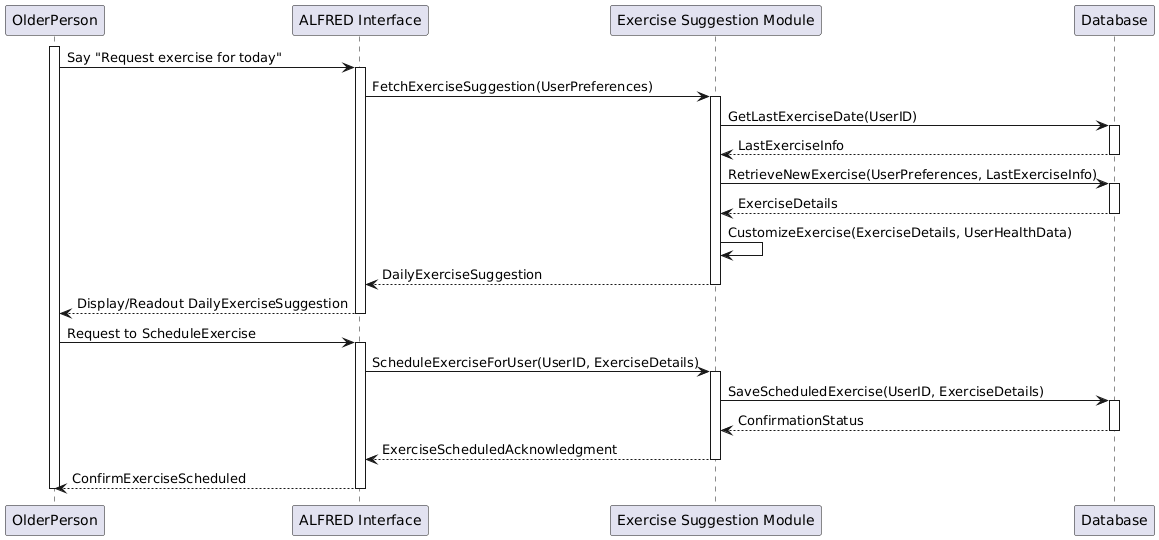 OlderPerson
ALFRED Interface
Exercise Suggestion Module
Database
Say "Request exercise for today"
FetchExerciseSuggestion(UserPreferences)
GetLastExerciseDate(UserID)
LastExerciseInfo
RetrieveNewExercise(UserPreferences, LastExerciseInfo)
ExerciseDetails
CustomizeExercise(ExerciseDetails, UserHealthData)
DailyExerciseSuggestion
Display/Readout DailyExerciseSuggestion
Request to ScheduleExercise
ScheduleExerciseForUser(UserID, ExerciseDetails)
SaveScheduledExercise(UserID, ExerciseDetails)
ConfirmationStatus
ExerciseScheduledAcknowledgment
ConfirmExerciseScheduled
OlderPerson
ALFRED Interface
Exercise Suggestion Module
Database